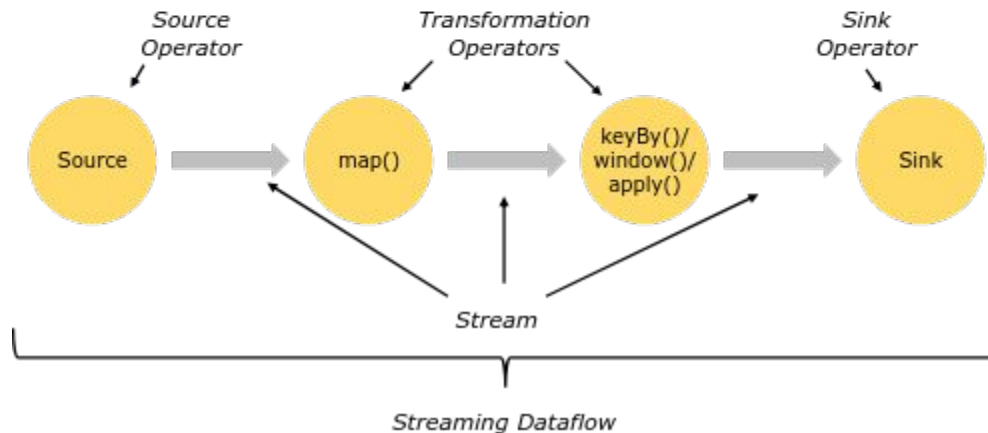 Source
Operator
Transformation
Operators
Sink
Operator
Source
map()
keyBy()/
window()/
apply()
Sink
Stream
Streaming Dataflow